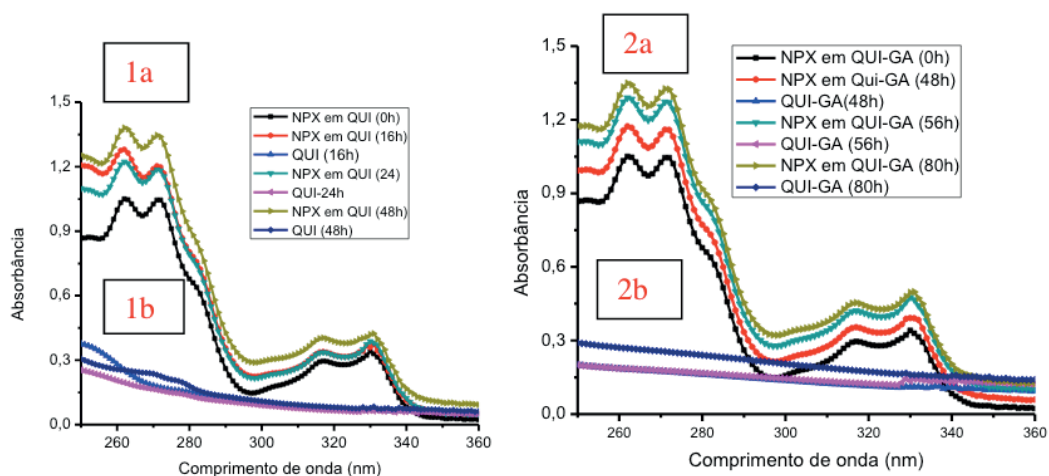 1a
1,5
1,2
0,9
0,6
0,3
0,0
Absorbância
NPX em QUI (0h)
NPX em QUI (16h)
QUI (16h)
NPX em QUI (24)
QUI-24h
NPX em QUI (48h)
QUI (48h)
1b
260 280 300 320 340 360
Comprimento de onda (nm)
2a
1,5
1,2
0,9
0,6
0,3
0,0
Absorbância
NPX em QUI-GA (0h)
NPX em Qui-GA (48h)
QUI-GA(48h)
NPX em QUI-GA (56h)
QUI-GA (56h)
NPX em QUI-GA (80h)
QUI-GA (80h)
2b
260 280 300 320 340 360
Comprimento de onda (nm)